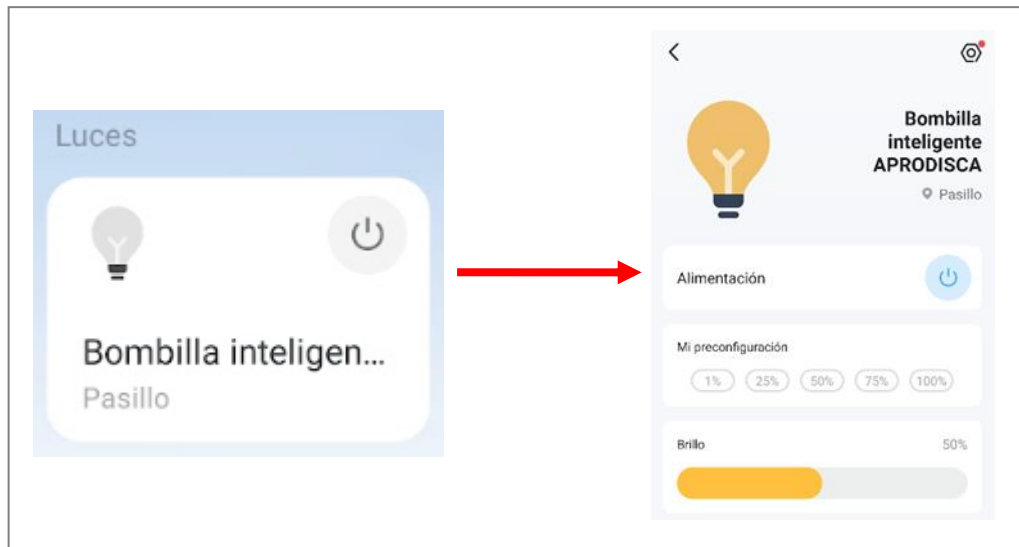 Luces
Bombilla inteligen...
Pasillo
Bombilla
inteligente
APRODISCA
Pasillo
Alimentación
Mi preconfiguración
1% 25% 50% 75% 100%
Brillo 50%